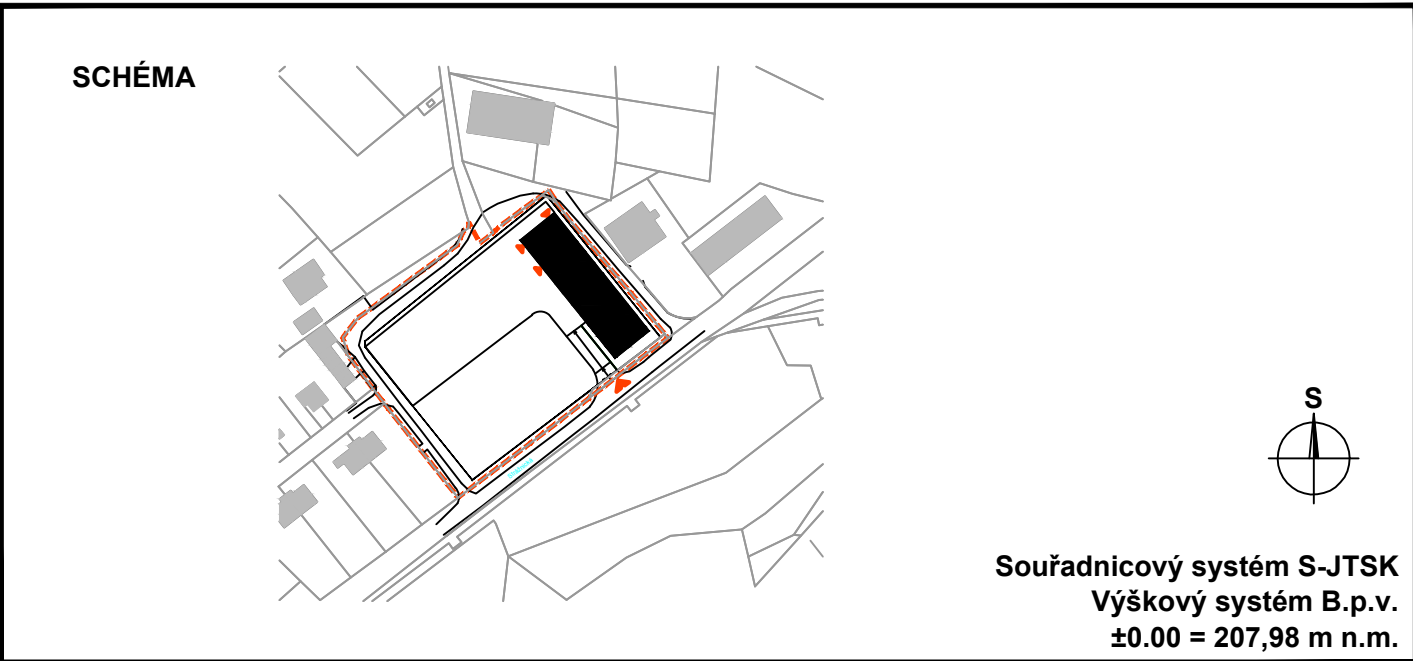 SCHÉMA
S
Souřadnicový systém S-JTSK
Výškový systém B.p.v.
±0.00 = 207,98 m n.m.